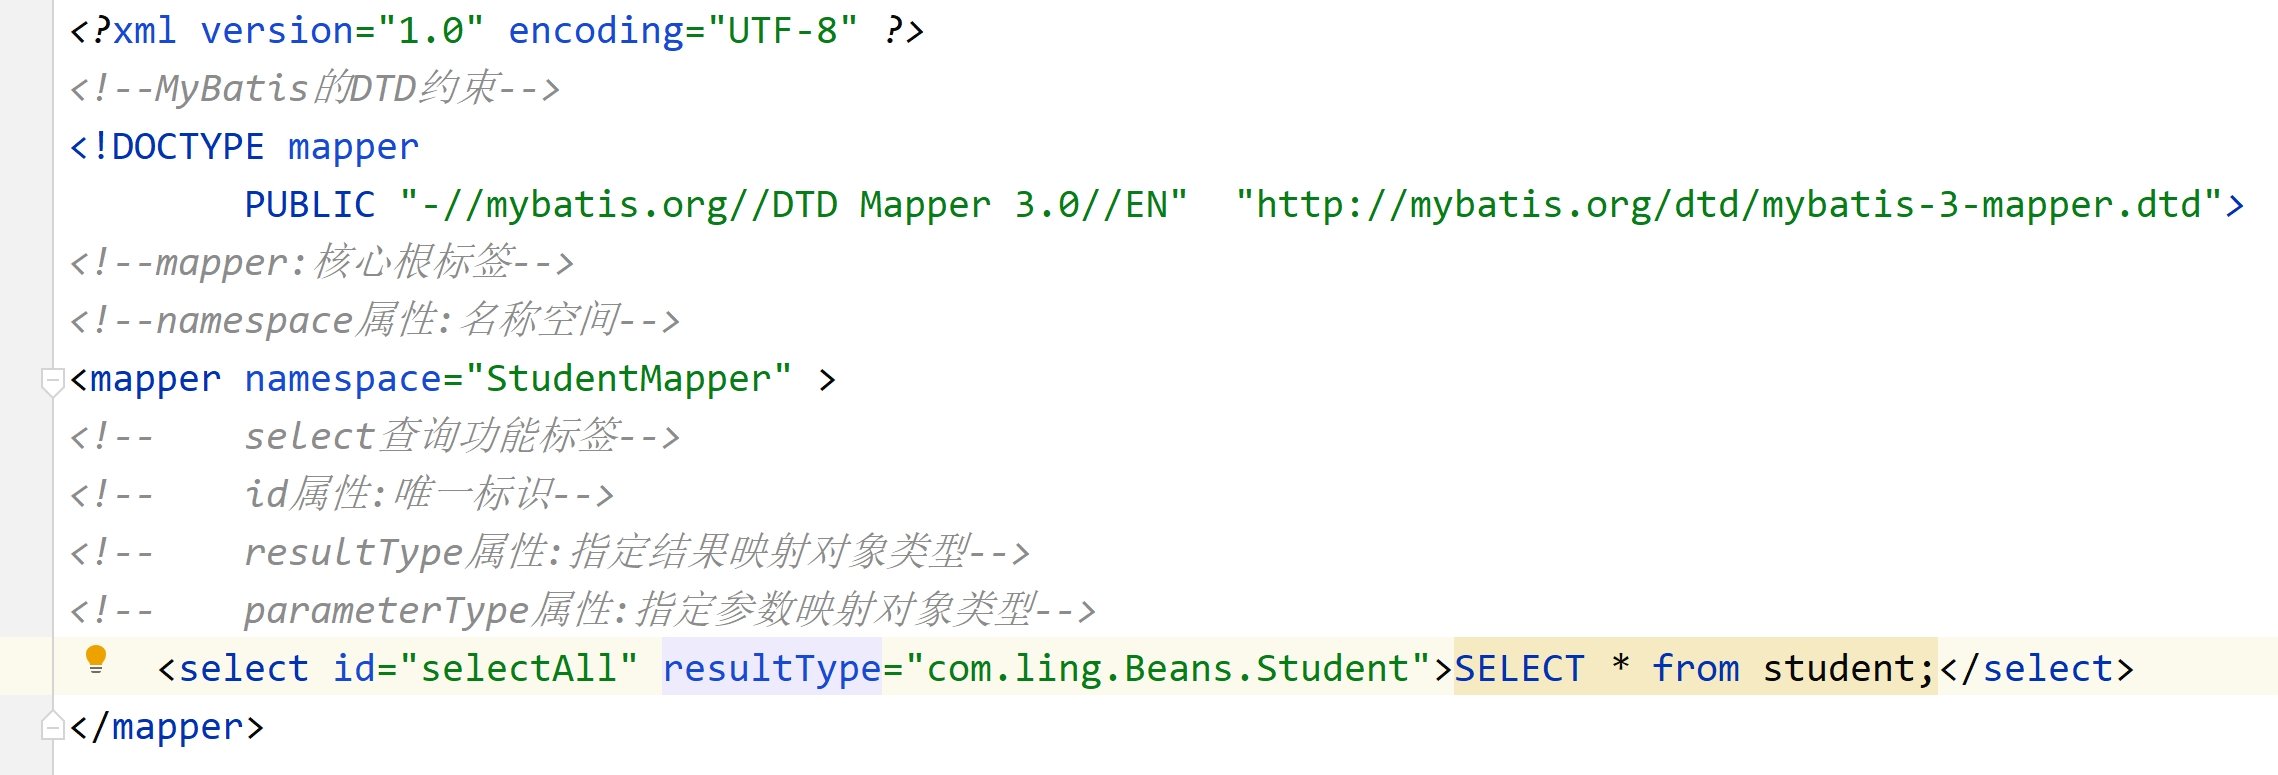 <?xml version="1.0" encoding="UTF-8" ?>
<!--MyBatis的DTD约束-->
<!DOCTYPE mapper
        PUBLIC "-//mybatis.org//DTD Mapper 3.0//EN"  "http://mybatis.org/dtd/mybatis-3-mapper.dtd">
<!--mapper:核心根标签-->
<!--namespace属性:名称空间-->
<mapper namespace="StudentMapper" >
<!--    select查询功能标签-->
<!--    id属性:唯一标识-->
<!--    resultType属性:指定结果映射对象类型-->
<!--    parameterType属性:指定参数映射对象类型-->
    <select id="selectAll" resultType="com.ling.Beans.Student">SELECT * from student;</select>
</mapper>